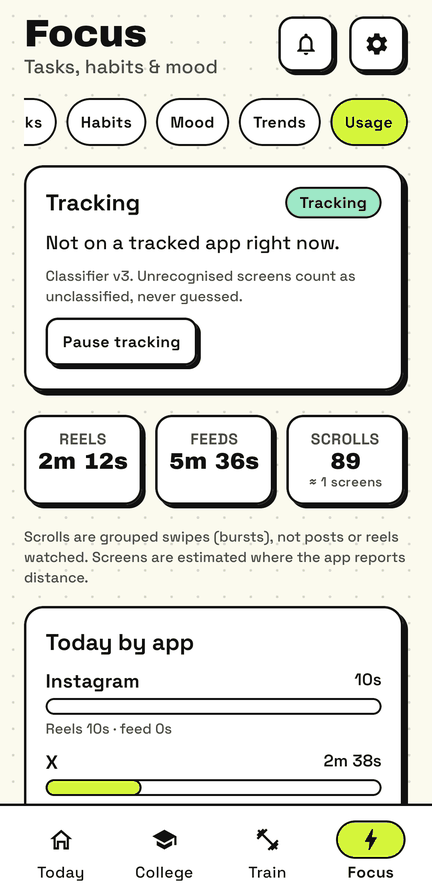 Focus
Tasks, habits & mood
ks
Habits
Mood
Trends
Usage
Tracking
Tracking
Not on a tracked app right now.
Classifier v3. Unrecognised screens count as
unclassified, never guessed.
Pause tracking
REELS
2m 12s
FEEDS
5m 36s
SCROLLS
89
≈ 1 screens
Scrolls are grouped swipes (bursts), not posts or reels
watched. Screens are estimated where the app reports
distance.
Today by app
Instagram
10s
Reels 10s · feed 0s
X
2m 38s
Today
College
Train
Focus